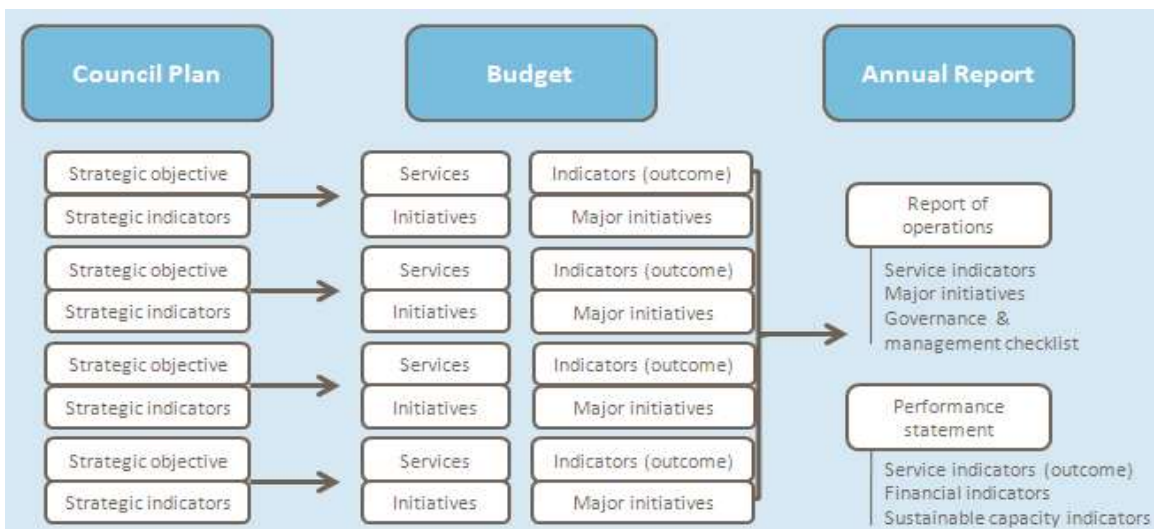 Council Plan
Budget
Annual Report
Strategic objective
Strategic indicators
Services
Initiatives
Indicators (outcome)
Major initiatives
Strategic objective
Strategic indicators
Services
Initiatives
Indicators (outcome)
Major initiatives
Strategic objective
Strategic indicators
Services
Initiatives
Indicators (outcome)
Major initiatives
Strategic objective
Strategic indicators
Services
Initiatives
Indicators (outcome)
Major initiatives
Report of
operations
Service indicators
Major initiatives
Governance &
management checklist
Performance
statement
Service indicators (outcome)
Financial indicators
Sustainable capacity indicators